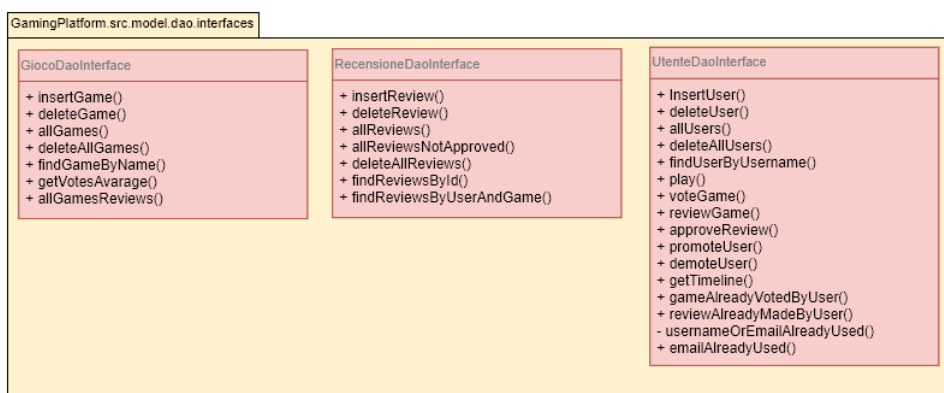 GamingPlatform.src.model.dao.interfaces
GiocoDaoInterface
+ insertGame()
+ deleteGame()
+ allGames()
+ deleteAllGames()
+ findGameByName()
+ getVotesAvarage()
+ allGamesReviews()
RecensioneDaoInterface
+ insertReview()
+ deleteReview()
+ allReviews()
+ allReviewsNotApproved()
+ deleteAllReviews()
+ findReviewsById()
+ findReviewsByUserAndGame()
UtenteDaoInterface
+ InsertUser()
+ deleteUser()
+ allUsers()
+ deleteAllUsers()
+ findUserByUsername()
+ play()
+ voteGame()
+ reviewGame()
+ approveReview()
+ promoteUser()
+ demoteUser()
+ getTimeline()
+ gameAlreadyVotedByUser()
+ reviewAlreadyMadeByUser()
- usernameOrEmailAlreadyUsed()
+ emailAlreadyUsed()